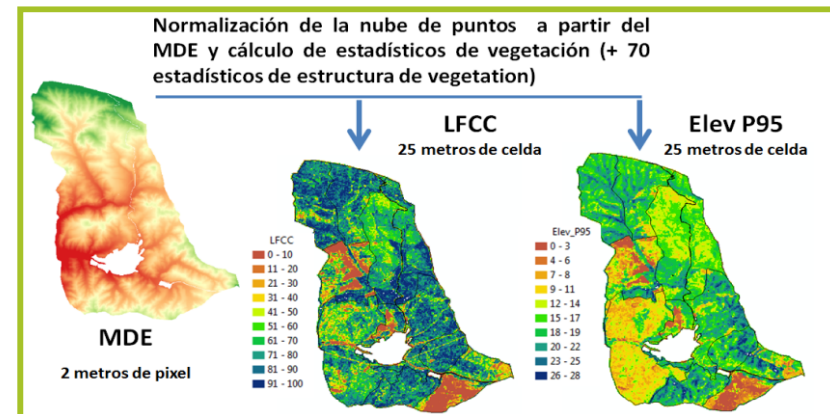 Normalización de la nube de puntos a partir del
MDE y cálculo de estadísticos de vegetación (+ 70
estadísticos de estructura de vegetation)
MDE
2 metros de pixel
LFCC
25 metros de celda
LFCC
0 - 10
11 - 20
21 - 30
31 - 40
41 - 50
51 - 60
61 - 70
71 - 80
81 - 90
91 - 100
Elev P95
25 metros de celda
Elev_P95
0 - 3
4 - 6
7 - 8
9 - 11
12 - 14
15 - 17
18 - 19
20 - 22
23 - 25
26 - 28